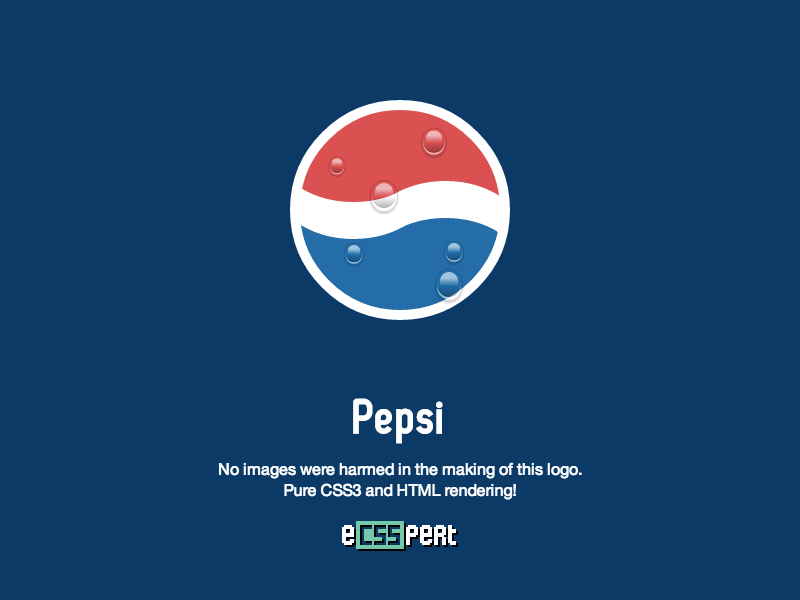 Pepsi
No images were harmed in the making of this logo.
Pure CSS3 and HTML rendering!
eCSSpert